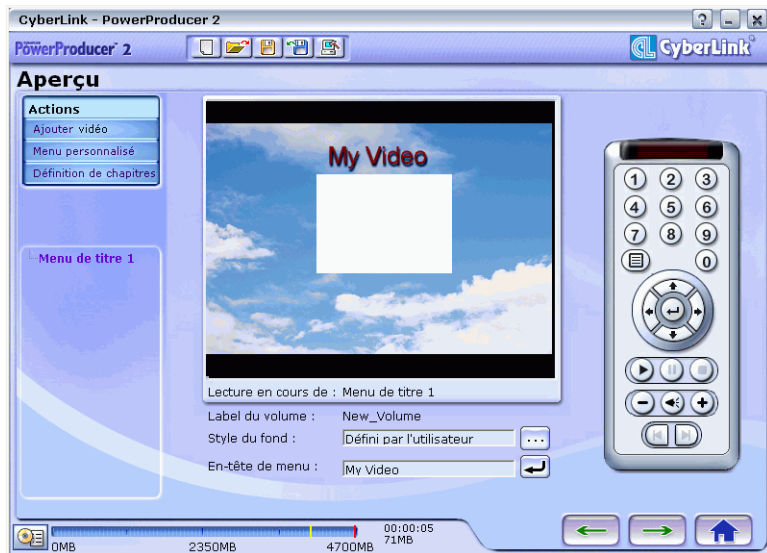 CyberLink - PowerProducer 2
PowerProducer 2
CyberLink
Aperçu
Actions
Ajouter vidéo
Menu personnalisé
Définition de chapitres
Menu de titre 1
My Video
Lecture en cours de : Menu de titre 1
Label du volume : New_Volume
Style du fond : Défini par l'utilisateur ...
En-tête de menu : My Video
1 2 3
4 5 6
7 8 9
0
0MB 2350MB 4700MB
00:00:05
71MB